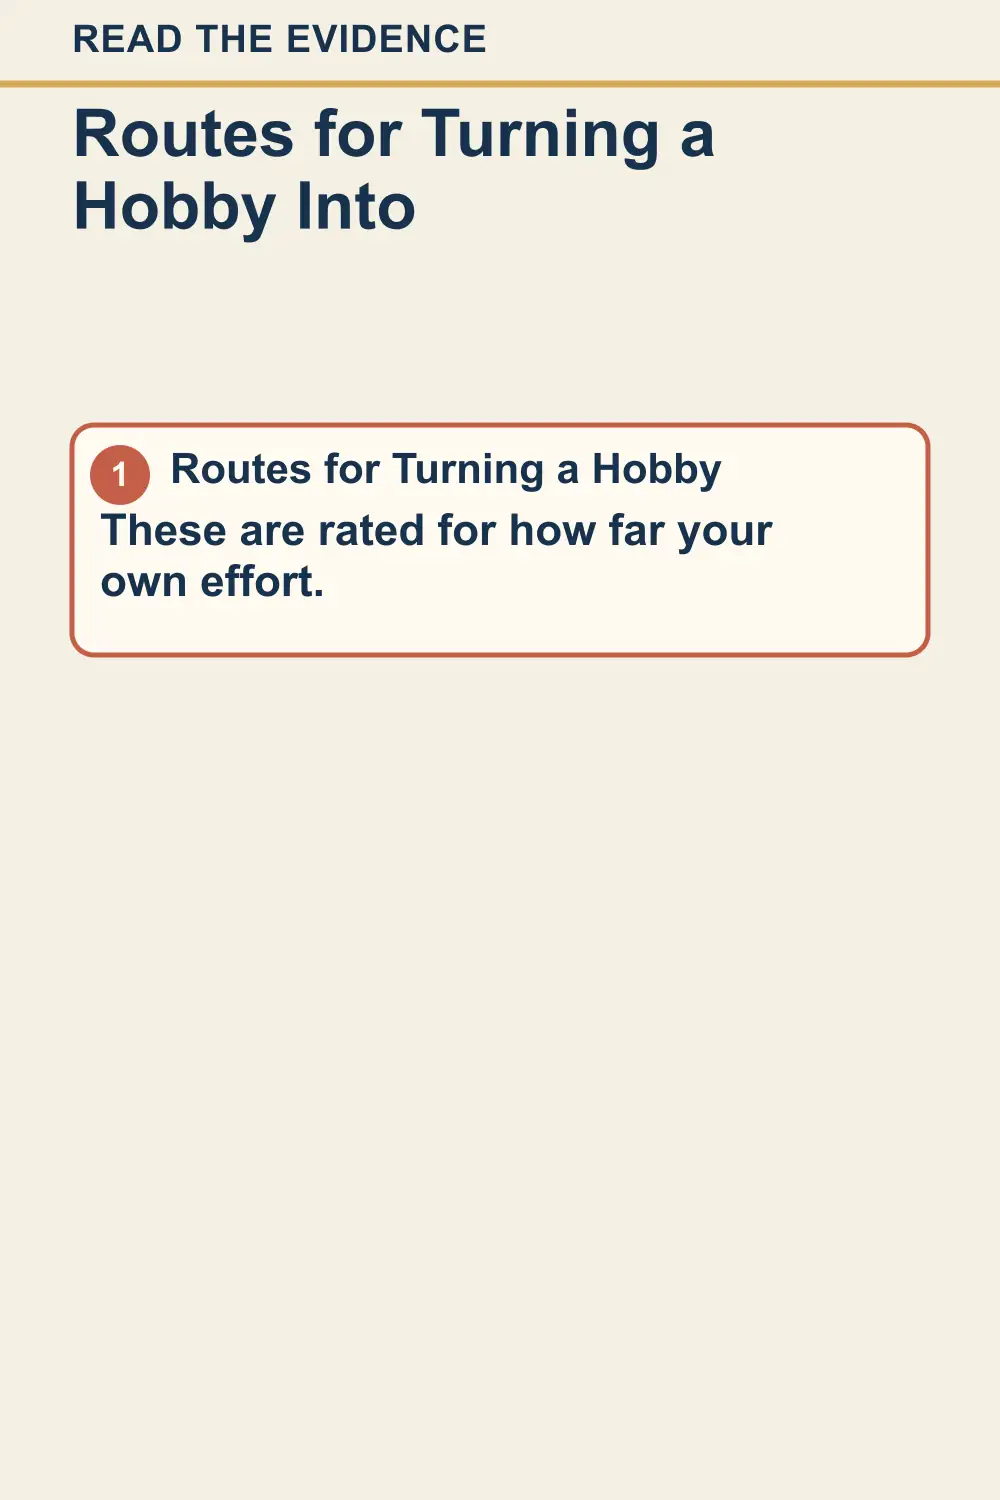 READ THE EVIDENCE
Routes for Turning a
Hobby Into
1 Routes for Turning a Hobby
These are rated for how far your
own effort.